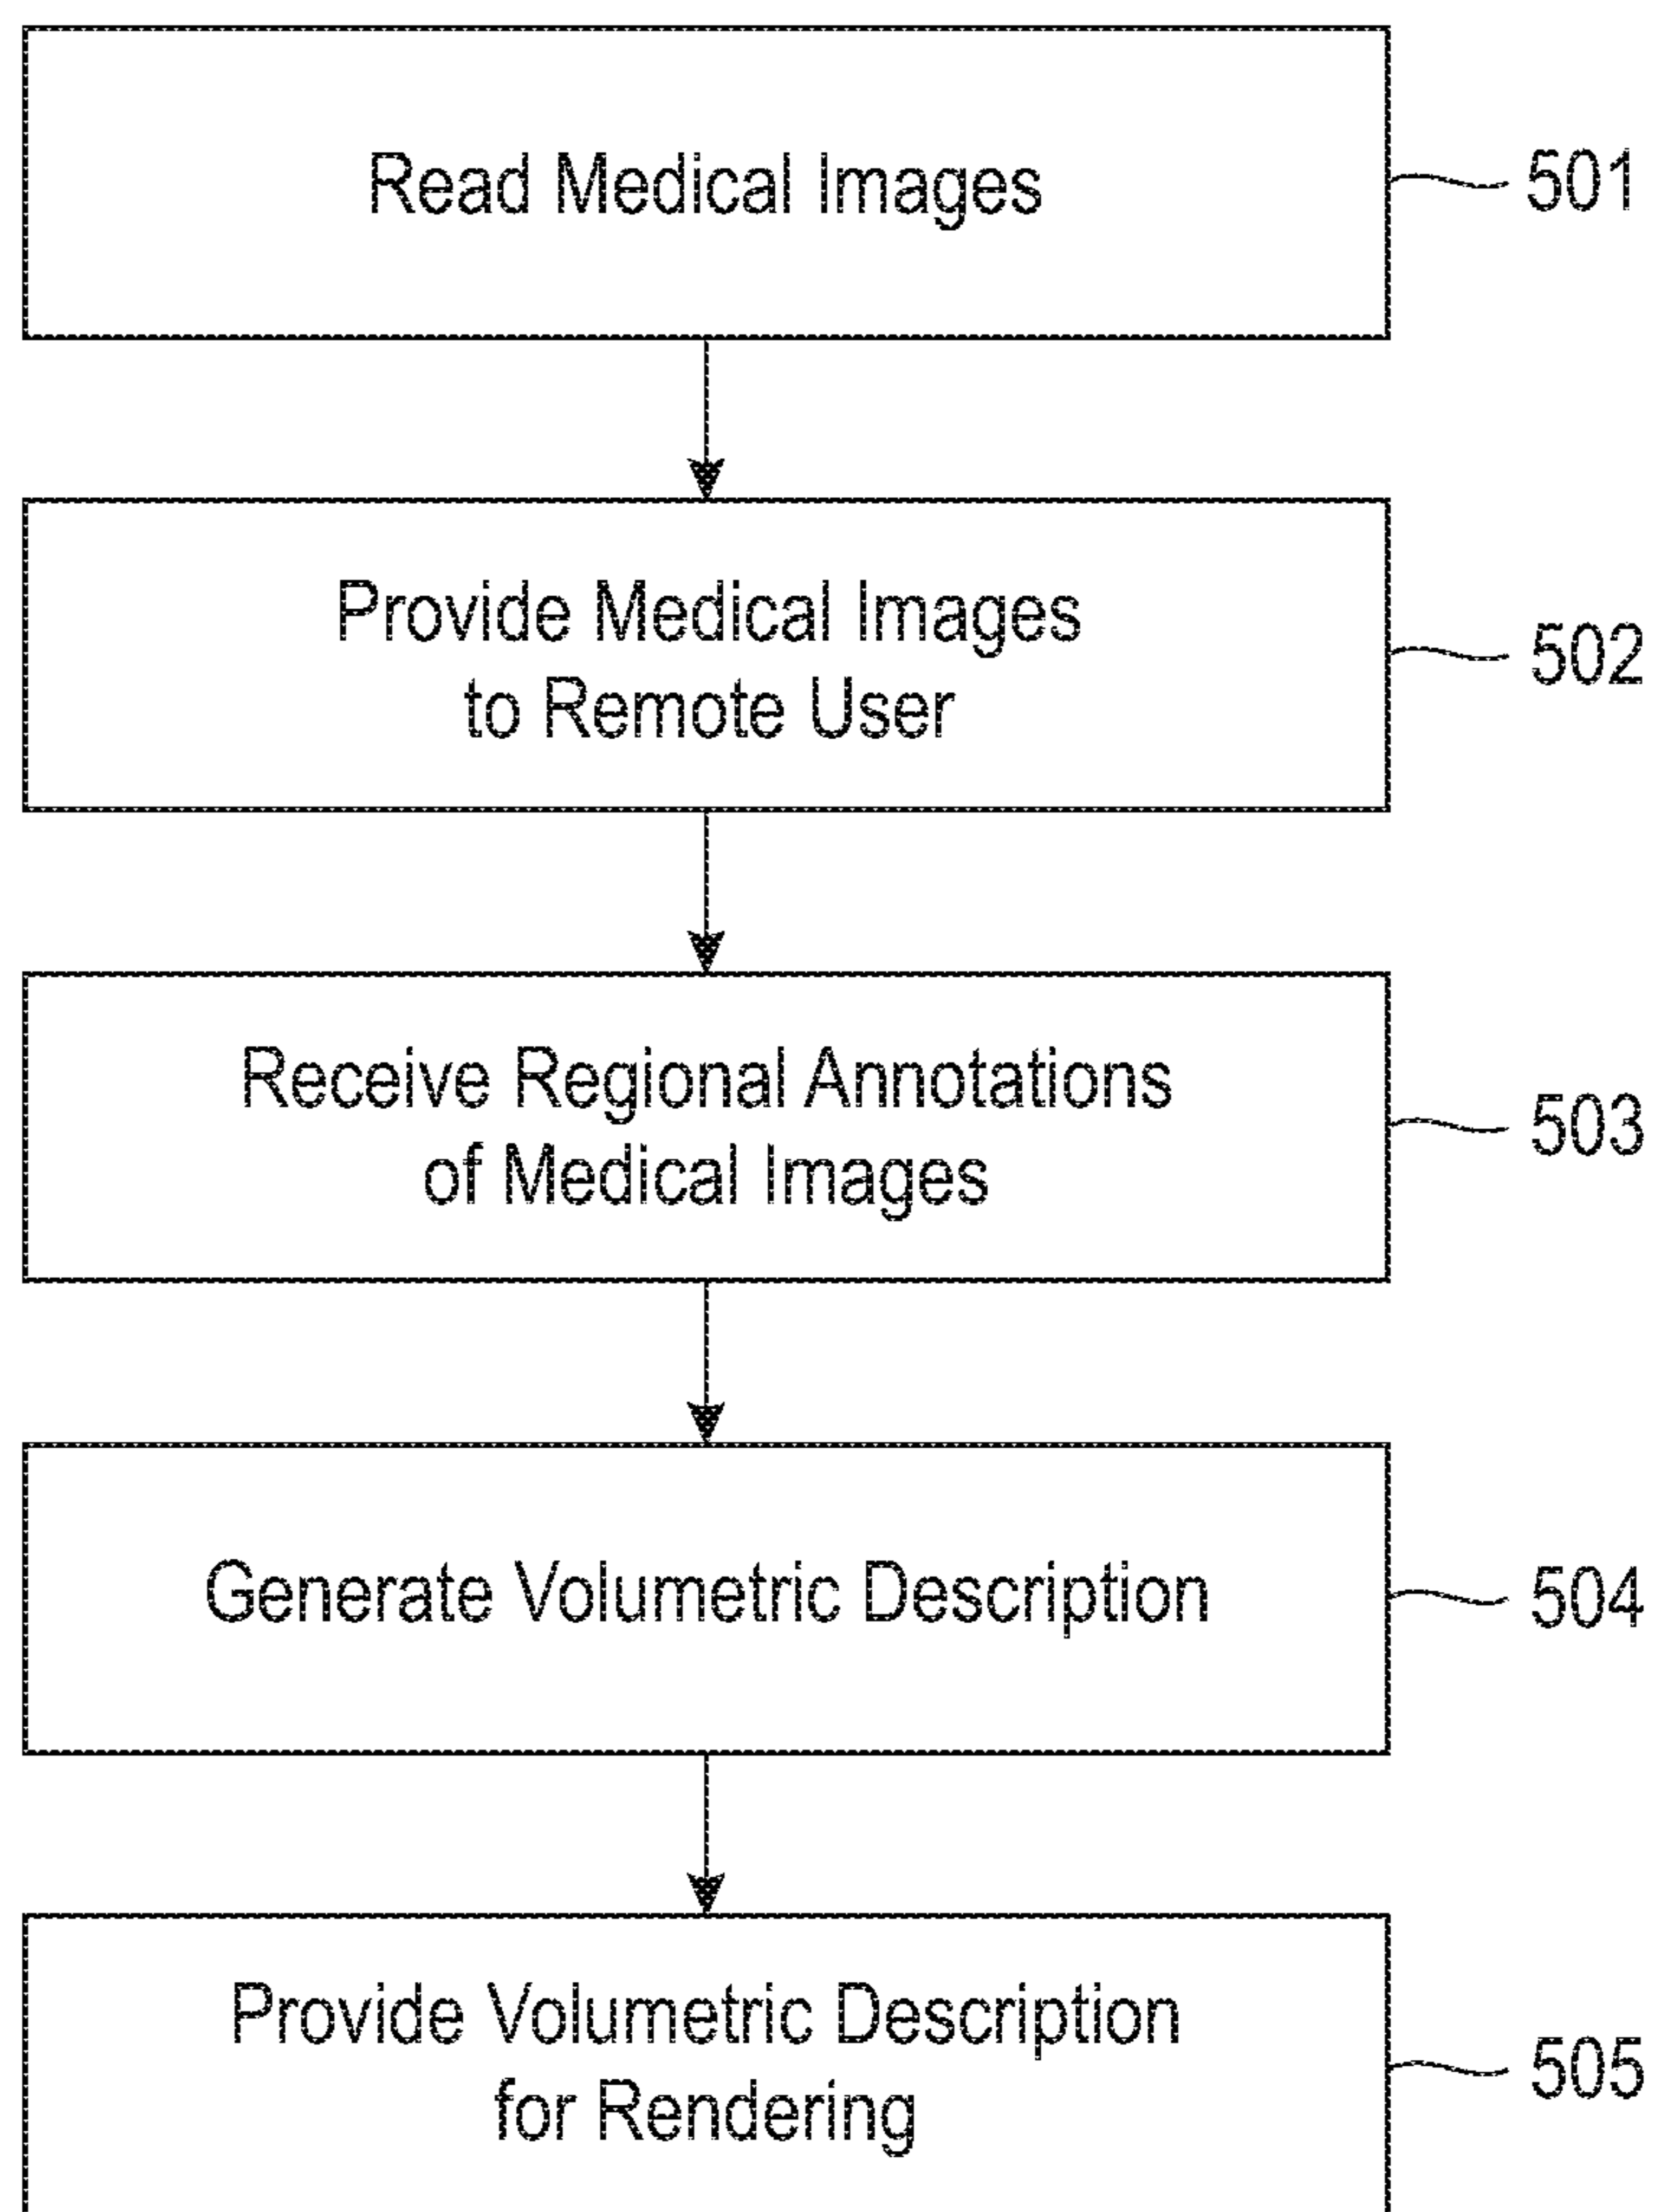 Read Medical Images
501
Provide Medical Images
to Remote User
502
Receive Regional Annotations
of Medical Images
503
Generate Volumetric Description
504
Provide Volumetric Description
for Rendering
505